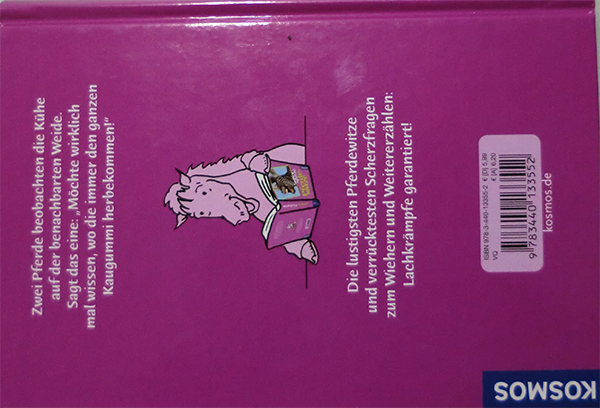 Zwei Pferde beobachten die Kühe
auf der benachbarten Weide.
Sagt das eine: „Möchte wirklich
mal wissen, wo die immer den ganzen
Kaugummi herbekommen!“
Die lustigsten Pferdewitze
und verrücktesten Scherzfragen
zum Wiehern und Weitererzählen:
Lachkrämpfe garantiert!
ISBN 978-3-440-13355-2 € [D] 5,99
VG € [A] 6,20
9 783440 133552
kosmos.de
KOSMOS